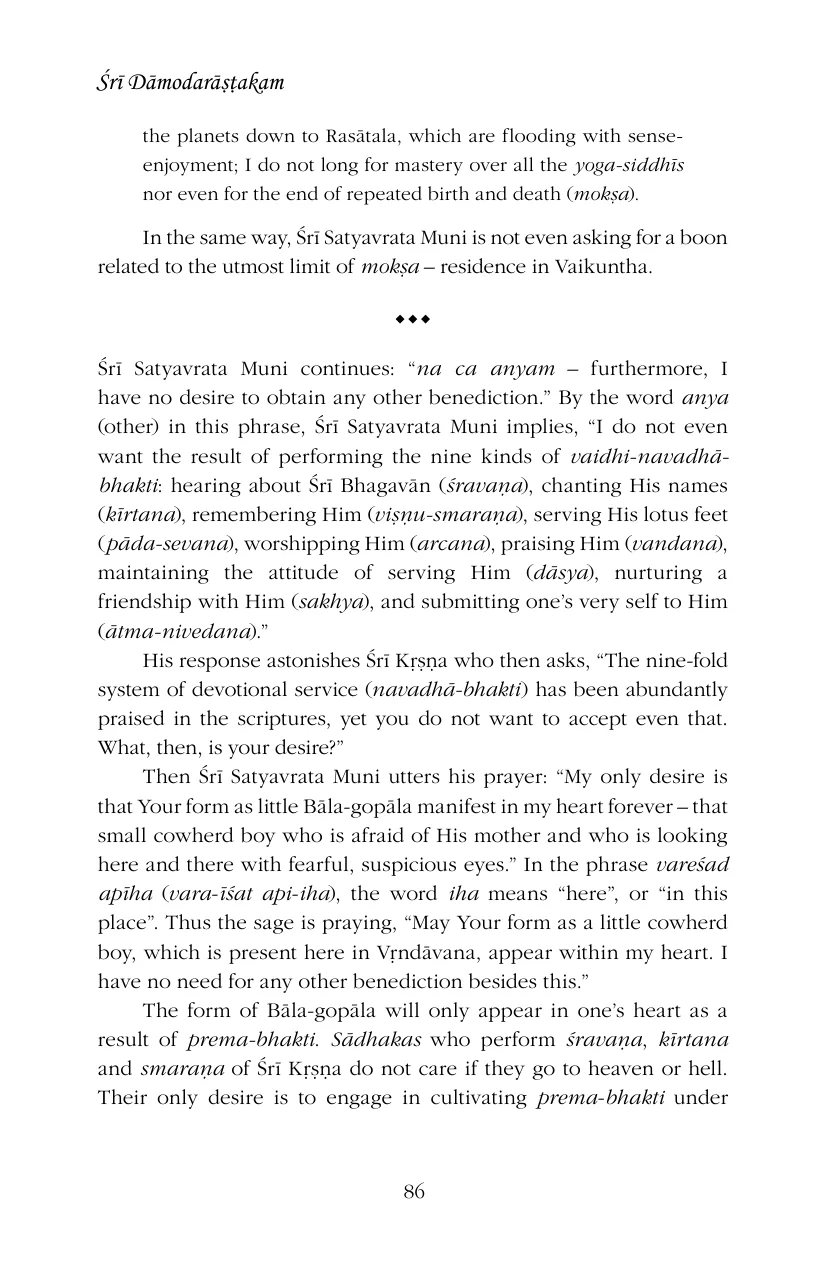 Śrī Dāmodarāṣṭakam
the planets down to Rasātala, which are flooding with sense-
enjoyment; I do not long for mastery over all the yoga-siddhīs
nor even for the end of repeated birth and death (mokṣa).
In the same way, Śrī Satyavrata Muni is not even asking for a boon
related to the utmost limit of mokṣa – residence in Vaikuntha.
◆◆◆
Śrī Satyavrata Muni continues: “na ca anyam – furthermore, I
have no desire to obtain any other benediction.” By the word anya
(other) in this phrase, Śrī Satyavrata Muni implies, “I do not even
want the result of performing the nine kinds of vaidhi-navadhā-
bhakti: hearing about Śrī Bhagavān (śravaṇa), chanting His names
(kīrtana), remembering Him (viṣṇu-smaraṇa), serving His lotus feet
(pāda-sevana), worshipping Him (arcana), praising Him (vandana),
maintaining the attitude of serving Him (dāsya), nurturing a
friendship with Him (sakhya), and submitting one’s very self to Him
(ātma-nivedana).”
His response astonishes Śrī Kṛṣṇa who then asks, “The nine-fold
system of devotional service (navadhā-bhakti) has been abundantly
praised in the scriptures, yet you do not want to accept even that.
What, then, is your desire?”
Then Śrī Satyavrata Muni utters his prayer: “My only desire is
that Your form as little Bāla-gopāla manifest in my heart forever – that
small cowherd boy who is afraid of His mother and who is looking
here and there with fearful, suspicious eyes.” In the phrase vareśad
apīha (vara-īśat api-iha), the word iha means “here”, or “in this
place”. Thus the sage is praying, “May Your form as a little cowherd
boy, which is present here in Vṛndāvana, appear within my heart. I
have no need for any other benediction besides this.”
The form of Bāla-gopāla will only appear in one’s heart as a
result of prema-bhakti. Sādhakas who perform śravaṇa, kīrtana
and smaraṇa of Śrī Kṛṣṇa do not care if they go to heaven or hell.
Their only desire is to engage in cultivating prema-bhakti under
86